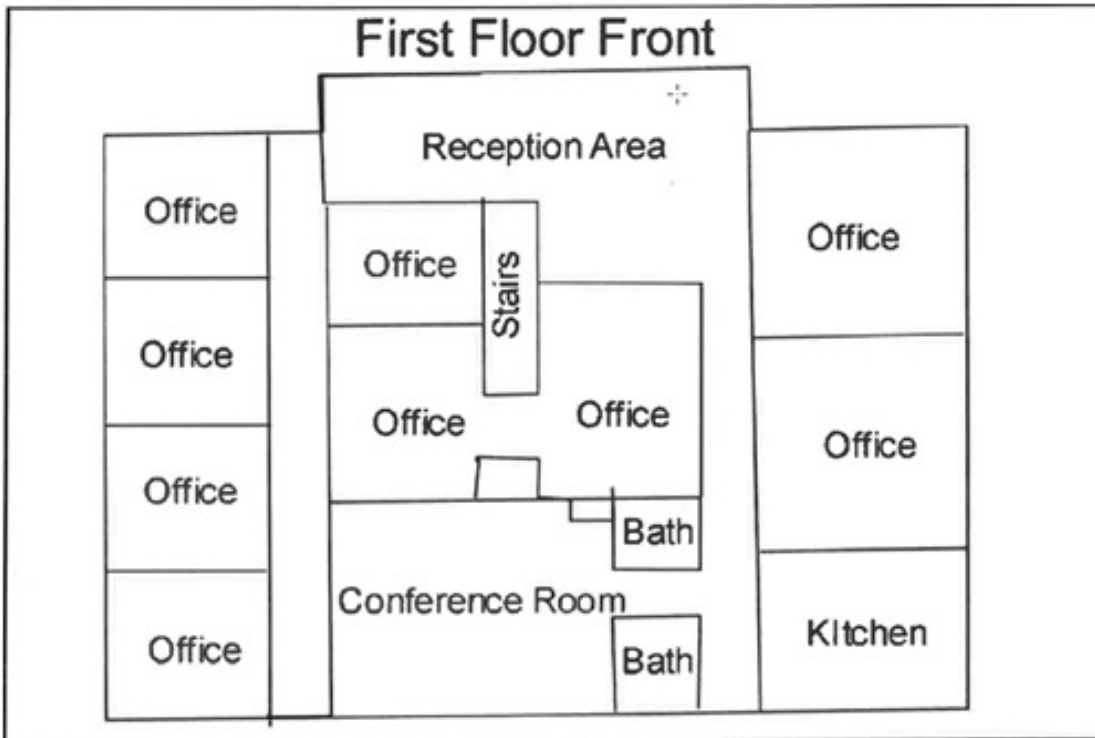 First Floor Front
Reception Area
Office
Office
Stairs
Office
Office
Office
Office
Office
Office
Office
Bath
Conference Room
KItchen
Office
Bath